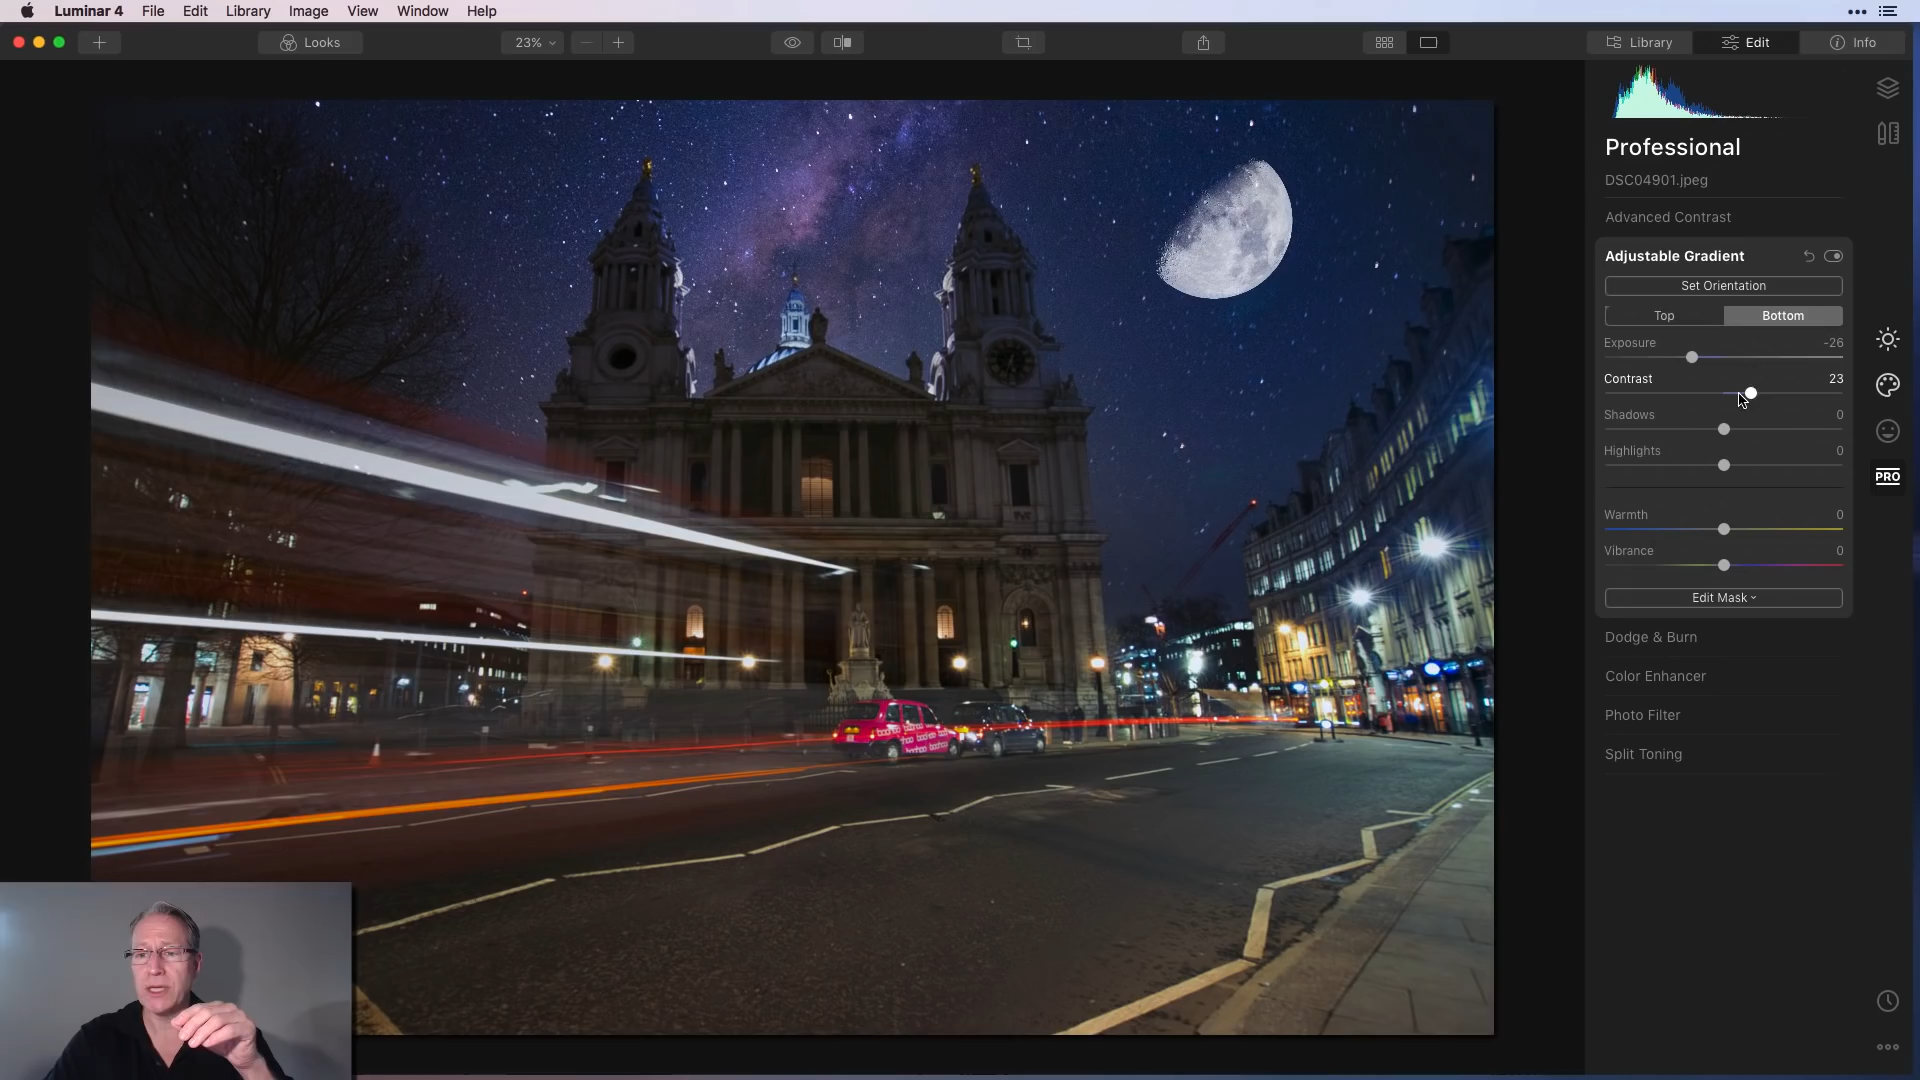 Luminar 4 File Edit Library Image View Window Help
Looks 23% Library Edit Info
Professional
DSC04901.jpeg
Advanced Contrast
Adjustable Gradient
Set Orientation
Top Bottom
Exposure -26
Contrast 23
Shadows 0
Highlights 0
Warmth 0
Vibrance 0
Edit Mask
Dodge & Burn
Color Enhancer
Photo Filter
Split Toning
PRO